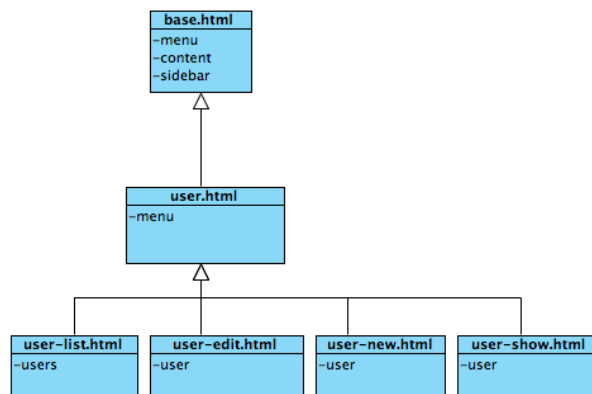 base.html
-menu
-content
-sidebar
user.html
-menu
user-list.html
-users
user-edit.html
-user
user-new.html
-user
user-show.html
-user